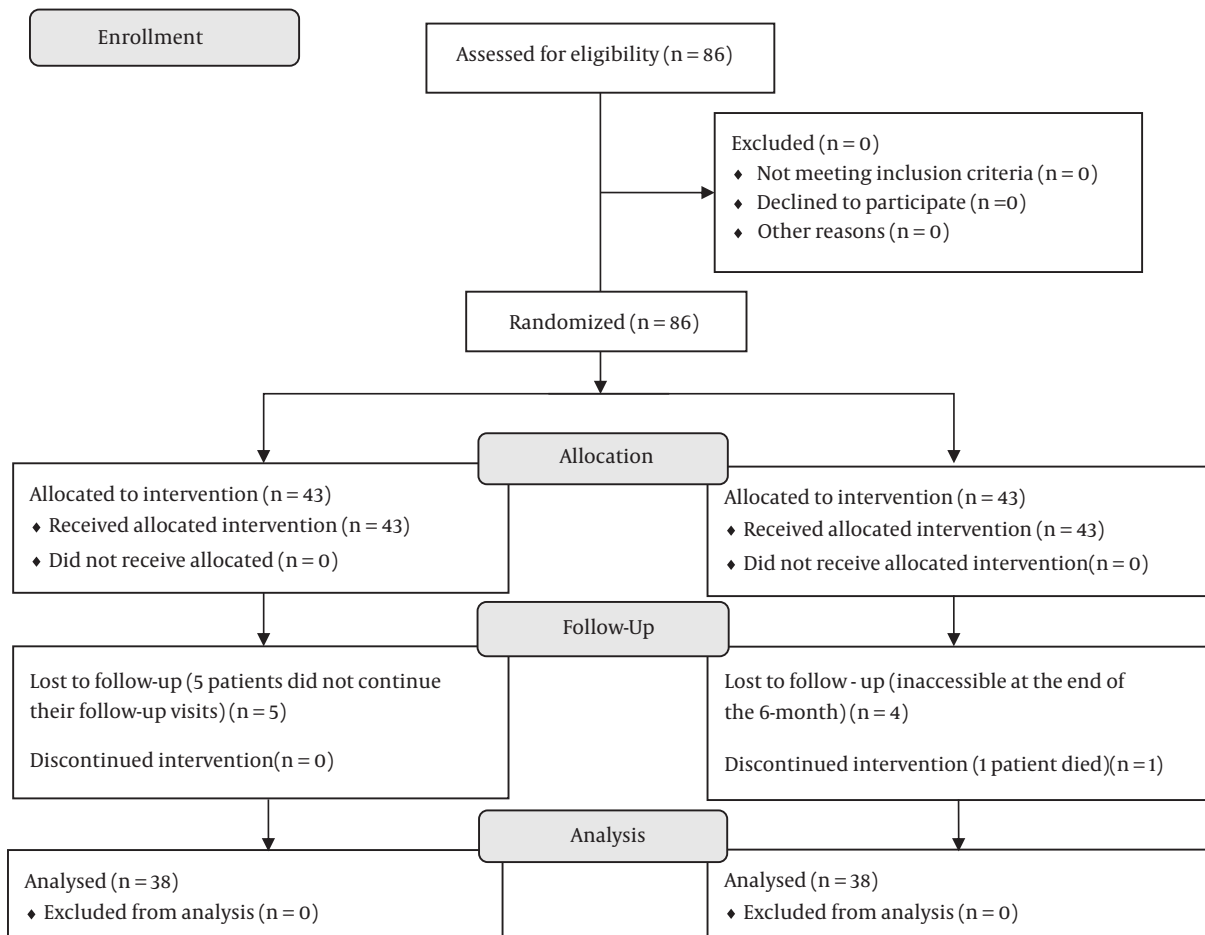 Enrollment
Assessed for eligibility (n = 86)
Excluded (n = 0)
♦ Not meeting inclusion criteria (n = 0)
♦ Declined to participate (n =0)
♦ Other reasons (n = 0)
Randomized (n = 86)
Allocation
Allocated to intervention (n = 43)
♦ Received allocated intervention (n = 43)
♦ Did not receive allocated (n = 0)
Allocated to intervention (n = 43)
♦ Received allocated intervention (n = 43)
♦ Did not receive allocated intervention(n = 0)
Follow-Up
Lost to follow-up (5 patients did not continue
their follow-up visits) (n = 5)
Discontinued intervention(n = 0)
Lost to follow - up (inaccessible at the end of
the 6-month) (n = 4)
Discontinued intervention (1 patient died)(n = 1)
Analysis
Analysed (n = 38)
♦ Excluded from analysis (n = 0)
Analysed (n = 38)
♦ Excluded from analysis (n = 0)